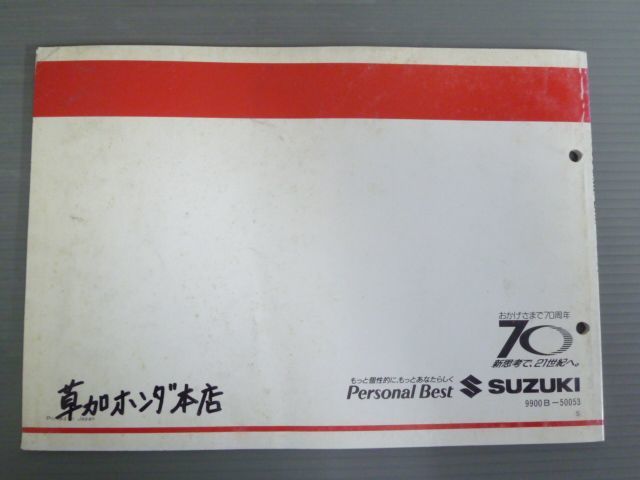 おかげさまで70周年
70
新思考で、21世紀へ。
もっと個性的に、もっとあなたらしく
Personal Best SUZUKI
9900B-50053
草加ホンダ本店